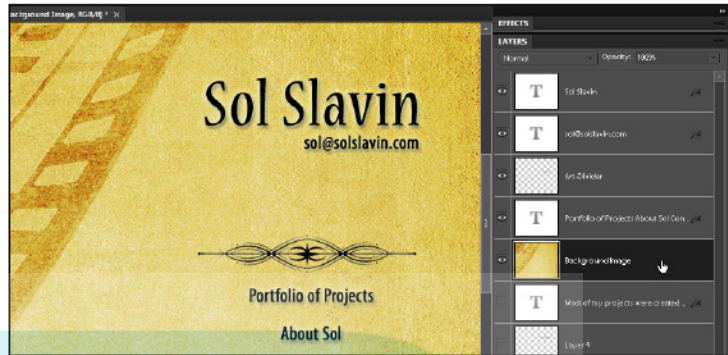 ackground Image, RGB/8) * ×
Sol Slavin
sol@solslavin.com
Portfolio of Projects
About Sol
EFFECTS
LAYERS
Normal
Opacity: 100%
T
Sol Slavin
T
sol@solslavin.com
Art-Divider
T
Portfolio of Projects About Sol Con...
Background Image
T
Most of my projects were created ...
Layer 4